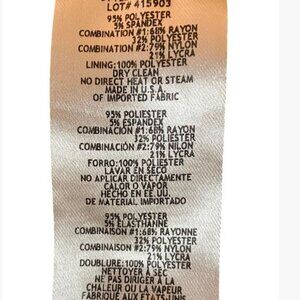 LOT# 415903
95% POLYESTER
5% SPANDEX
COMBINATION #1:68% RAYON
32% POLYESTER
COMBINATION #2:79% NYLON
21% LYCRA
LINING:100% POLYESTER
DRY CLEAN
NO DIRECT HEAT OR STEAM
MADE IN U.S.A.
OF IMPORTED FABRIC
95% POLIESTER
5% ESPANDEX
COMBINACIÓN #1:68% RAYON
32% POLIESTER
COMBINACIÓN #2:79% NILON
21% LYCRA
FORRO:100% POLIESTER
LAVAR EN SECO
NO APLICAR DIRECTAMENTE
CALOR O VAPOR
HECHO EN EE UU.
DE MATERIAL IMPORTADO
95% POLYESTER
5% ELASTHANNE
COMBINAISON #1:68% RAYONNE
32% POLYESTER
COMBINAISON #2:79% NYLON
21% LYCRA
DOUBLURE:100% POLYESTER
NETTOYER À SEC
NE PAS DIRIGER À LA
CHALEUR OU LA VAPEUR
FABRIQUÉ AUX ETATS-UNIS